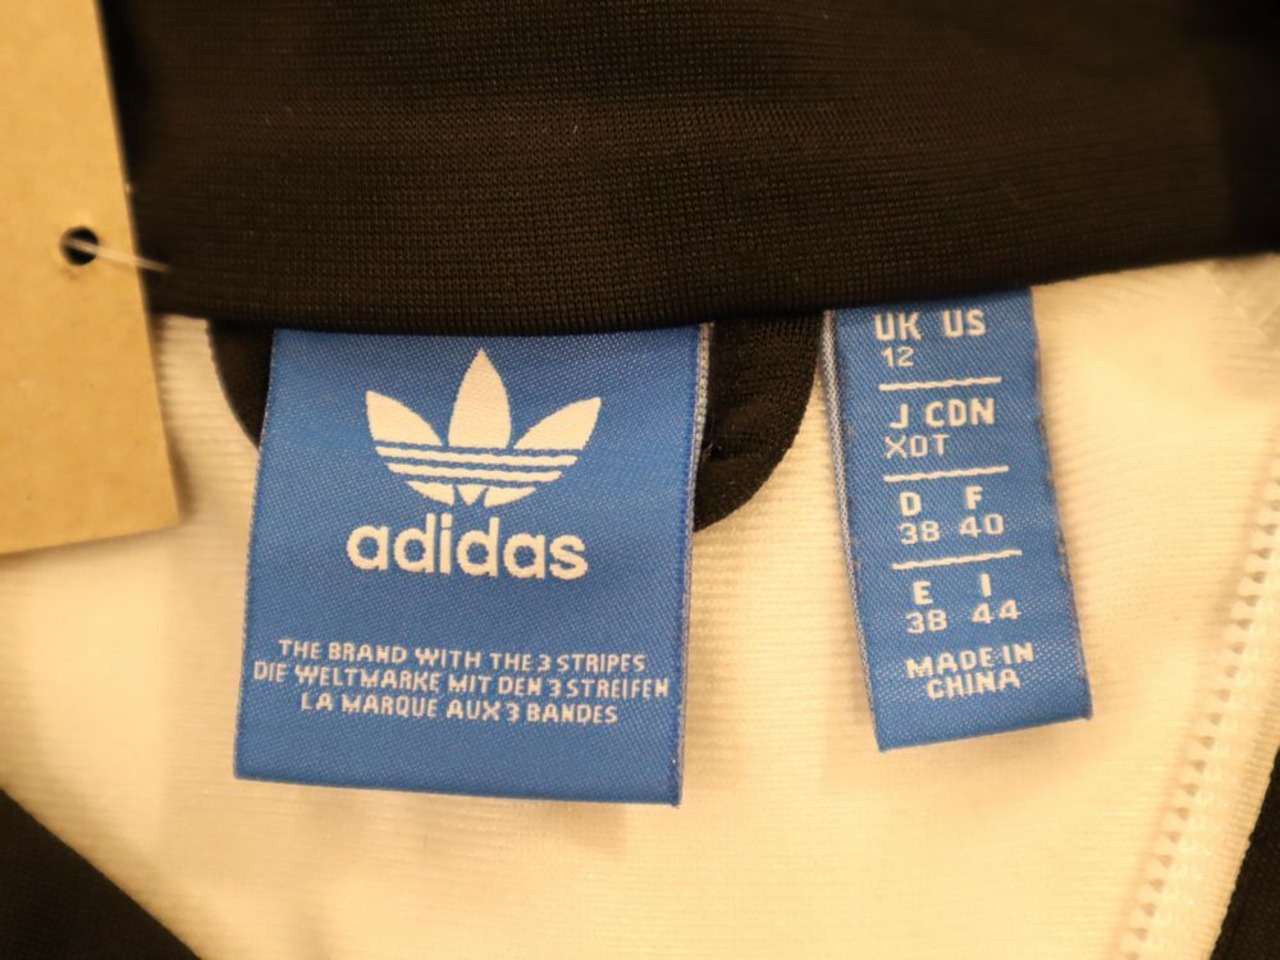 adidas
THE BRAND WITH THE 3 STRIPES
DIE WELTMARKE MIT DEN 3 STREIFEN
LA MARQUE AUX 3 BANDES
UK US
12
J CDN
XOT
D F
38 40
E I
38 44
MADE IN
CHINA